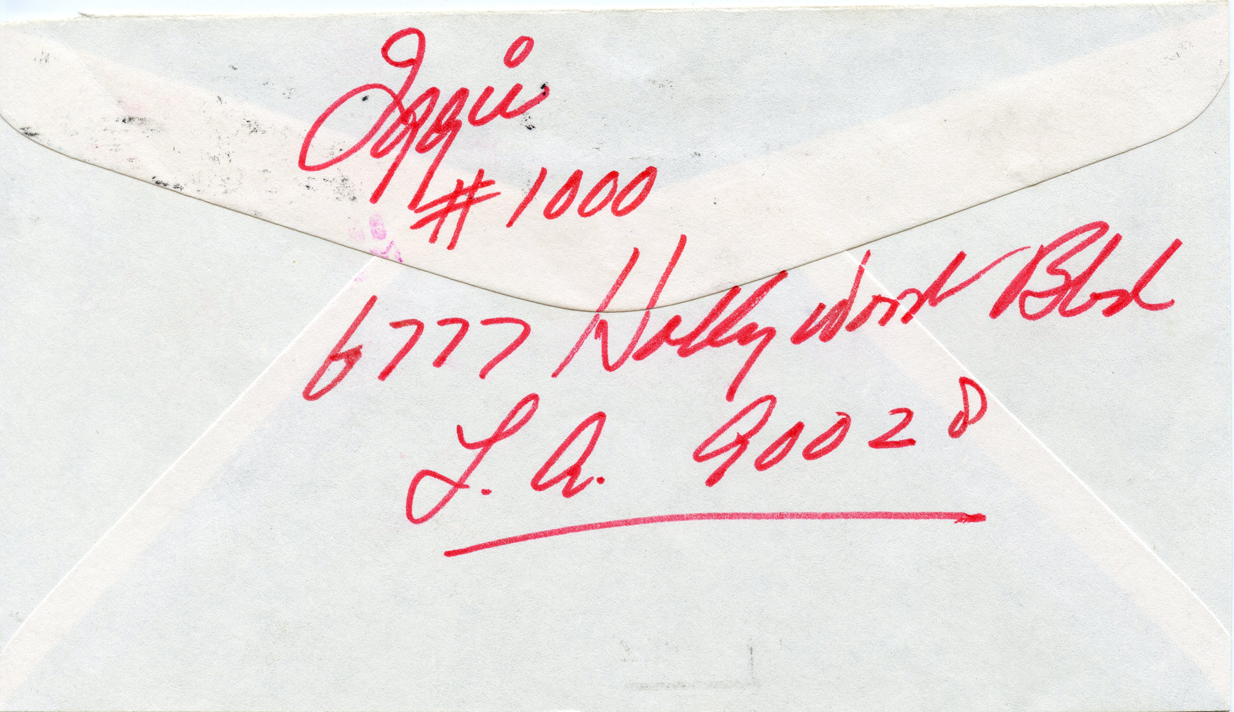 Iggie
# 1000
6777 Hollywood Blvd
L.A. 90028